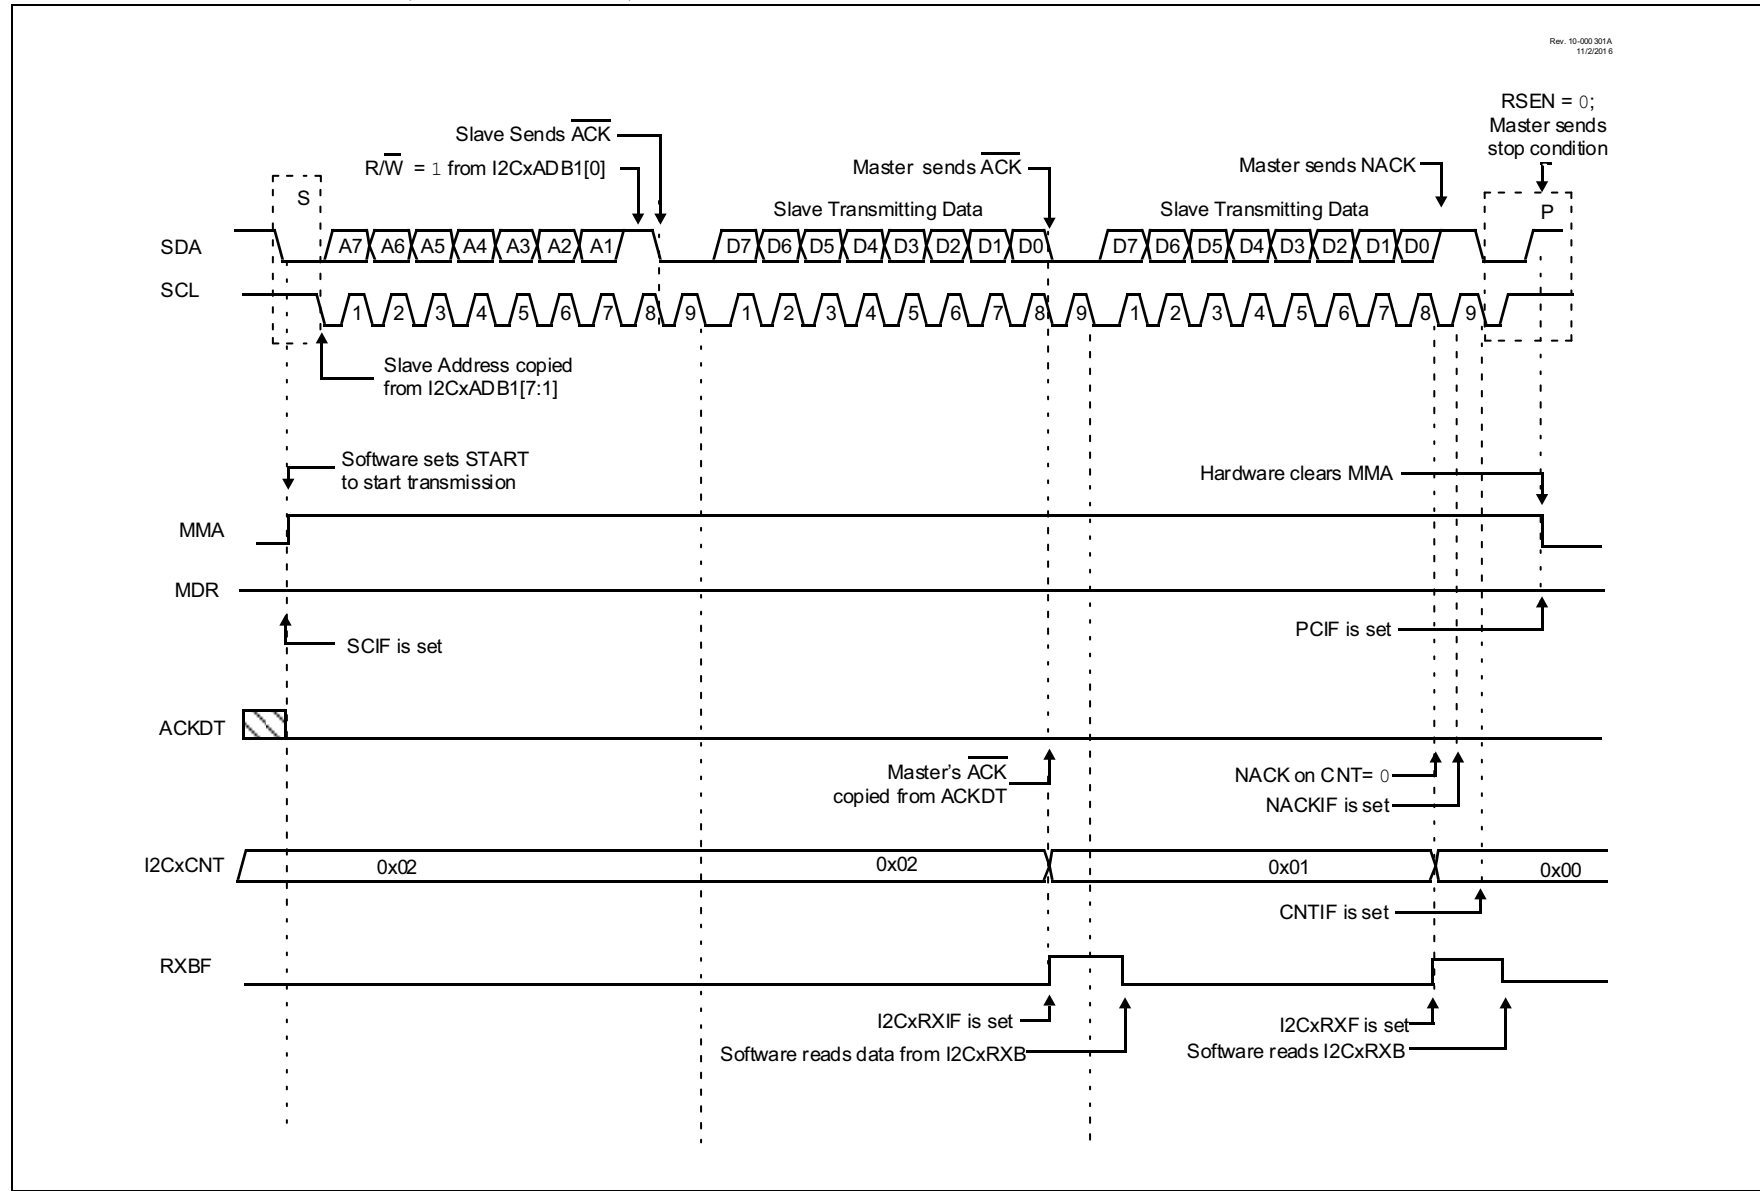 Rev. 10-000301A
11/2/2016
RSEN = 0;
Master sends
stop condition
Slave Sends ACK
R/W = 1 from I2CxADB1[0]
Master sends ACK
Master sends NACK
S
Slave Transmitting Data
Slave Transmitting Data
P
SDA
A7 A6 A5 A4 A3 A2 A1
D7 D6 D5 D4 D3 D2 D1 D0
D7 D6 D5 D4 D3 D2 D1 D0
SCL
1 2 3 4 5 6 7 8 9
1 2 3 4 5 6 7 8 9
1 2 3 4 5 6 7 8 9
Slave Address copied
from I2CxADB1[7:1]
Software sets START
to start transmission
Hardware clears MMA
MMA
MDR
SCIF is set
PCIF is set
ACKDT
Master's ACK
copied from ACKDT
NACK on CNT= 0
NACKIF is set
I2CxCNT
0x02
0x02
0x01
0x00
CNTIF is set
RXBF
I2CxRXIF is set
I2CxRXF is set
Software reads data from I2CxRXB
Software reads I2CxRXB